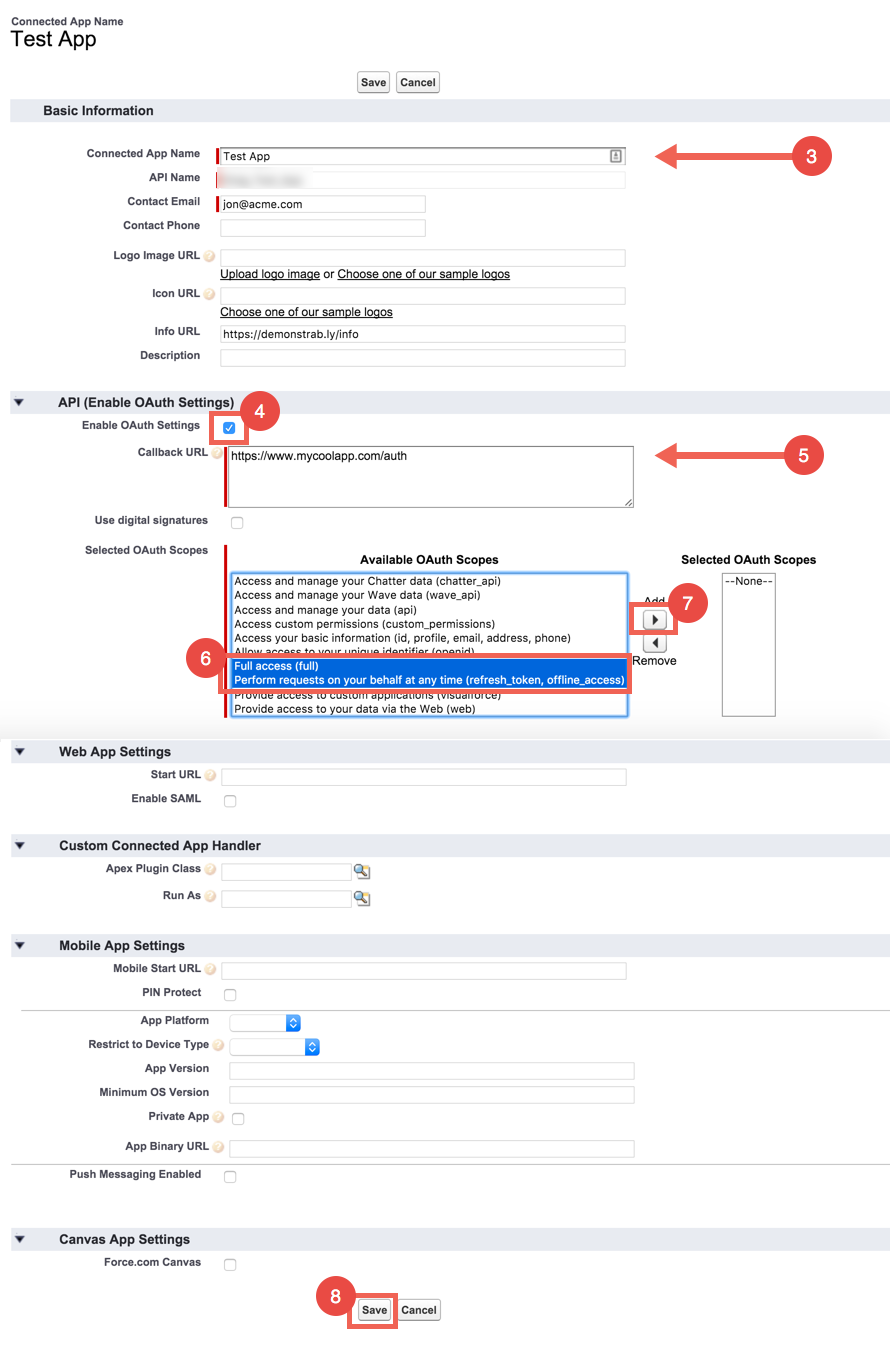 Connected App Name
Test App
Save Cancel
Basic Information
Connected App Name Test App
3
API Name
Contact Email jon@acme.com
Contact Phone
Logo Image URL ?
Upload logo image or Choose one of our sample logos
Icon URL ?
Choose one of our sample logos
Info URL https://demonstrab.ly/info
Description
API (Enable OAuth Settings)
4
Enable OAuth Settings
Callback URL ? https://www.mycoolapp.com/auth
5
Use digital signatures
Selected OAuth Scopes
Available OAuth Scopes Selected OAuth Scopes
Access and manage your Chatter data (chatter_api) --None--
Access and manage your Wave data (wave_api)
Access and manage your data (api) Add
7
Access custom permissions (custom_permissions)
Access your basic information (id, profile, email, address, phone)
Allow access to your unique identifier (openid)
Remove
6
Full access (full)
Perform requests on your behalf at any time (refresh_token, offline_access)
Provide access to custom applications (visualforce)
Provide access to your data via the Web (web)
Web App Settings
Start URL ?
Enable SAML
Custom Connected App Handler
Apex Plugin Class ?
Run As ?
Mobile App Settings
Mobile Start URL ?
PIN Protect
App Platform
Restrict to Device Type ?
App Version
Minimum OS Version
Private App ?
App Binary URL ?
Push Messaging Enabled
Canvas App Settings
Force.com Canvas
8
Save Cancel